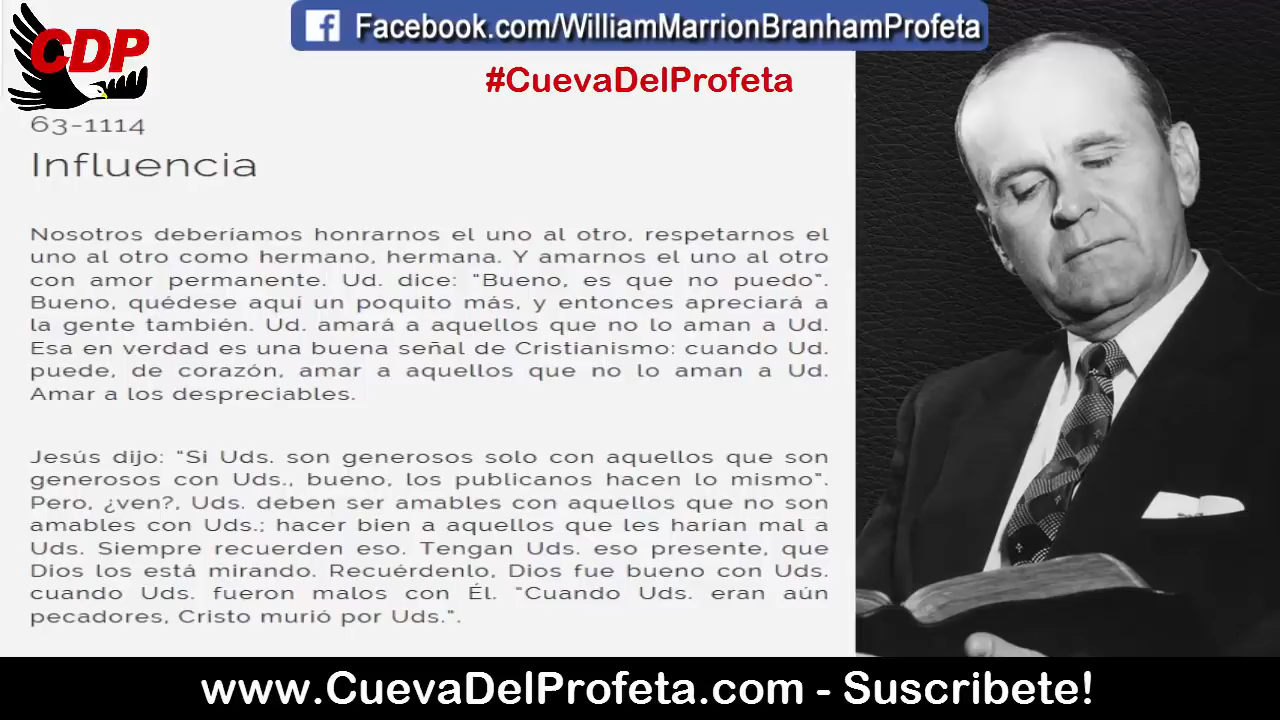 Facebook.com/WilliamMarrionBranhamProfeta
CDP
#CuevaDelProfeta
63-1114
Influencia
Nosotros deberíamos honrarnos el uno al otro, respetarnos el
uno al otro como hermano, hermana. Y amarnos el uno al otro
con amor permanente. Ud. dice: "Bueno, es que no puedo".
Bueno, quédese aquí un poquito más, y entonces apreciará a
la gente también. Ud. amará a aquellos que no lo aman a Ud.
Esa en verdad es una buena señal de Cristianismo: cuando Ud.
puede, de corazón, amar a aquellos que no lo aman a Ud.
Amar a los despreciables.
Jesús dijo: "Si Uds. son generosos solo con aquellos que son
generosos con Uds., bueno, los publicanos hacen lo mismo".
Pero, ¿ven?, Uds. deben ser amables con aquellos que no son
amables con Uds.; hacer bien a aquellos que les harían mal a
Uds. Siempre recuerden eso. Tengan Uds. eso presente, que
Dios los está mirando. Recuérdenlo, Dios fue bueno con Uds.
cuando Uds. fueron malos con Él. "Cuando Uds. eran aún
pecadores, Cristo murió por Uds.".
www.CuevaDelProfeta.com - Suscribete!